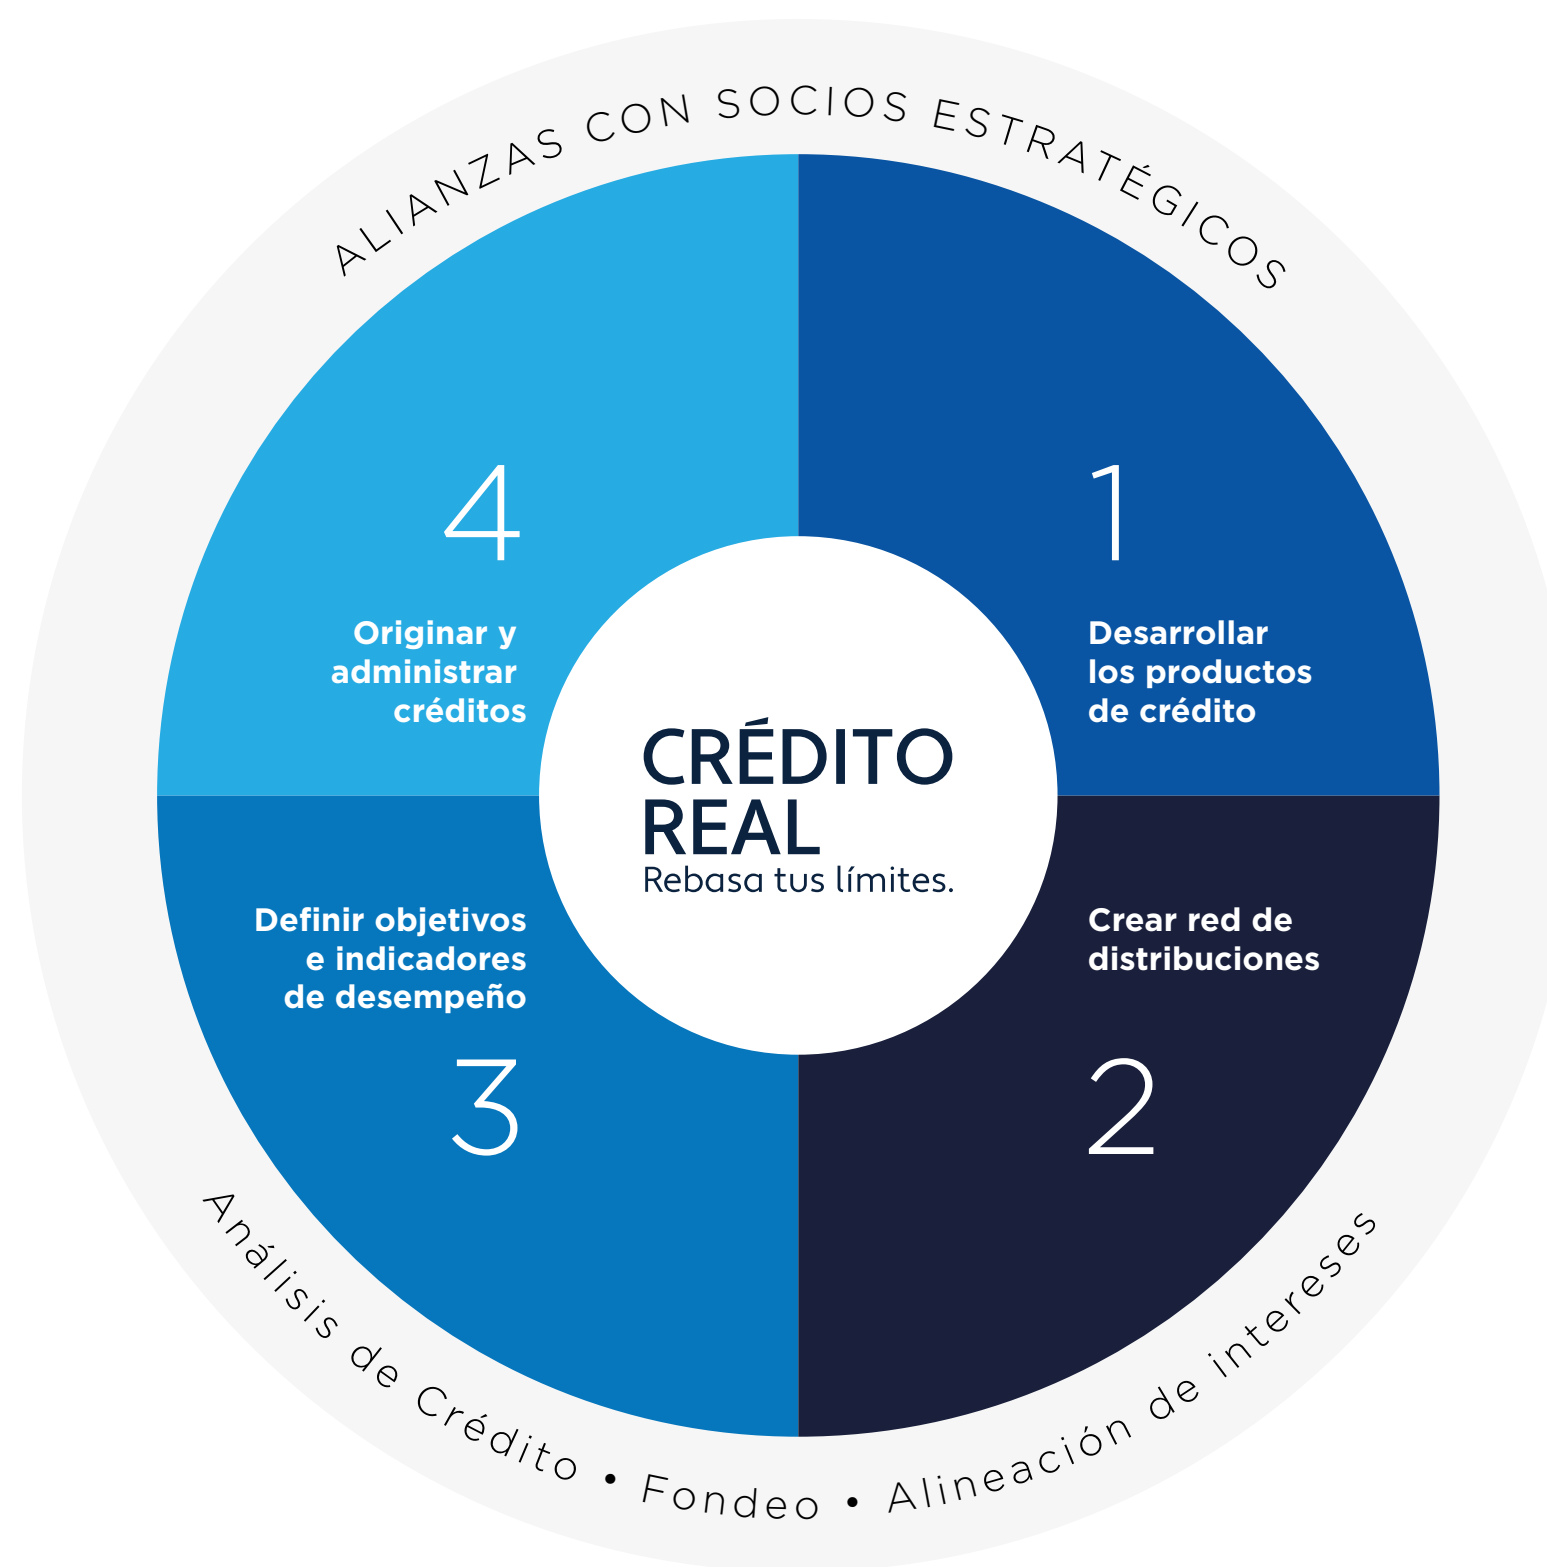 ALIANZAS CON SOCIOS ESTRATÉGICOS
1
Desarrollar
los productos
de crédito
Crear red de
distribuciones
2
Definir objetivos
e indicadores
de desempeño
3
4
Originar y
administrar
créditos
CRÉDITO
REAL
Rebasa tus límites.
Análisis de Crédito • Fondeo • Alineación de intereses